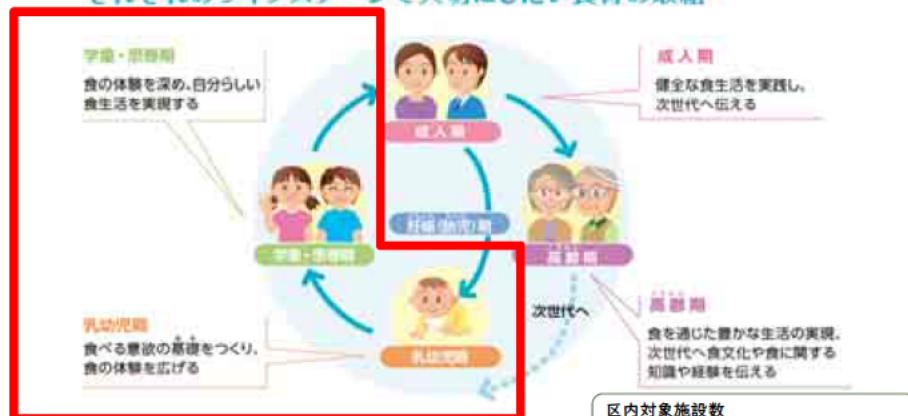 学童・思春期
食の体験を深め、自分らしい
食生活を実現する
成人期
健全な食生活を実践し、
次世代へ伝える
成人期
学童・思春期
妊娠(胎児)期
高齢期
乳幼児期
食べる意欲の基礎をつくり、
食の体験を広げる
乳幼児期
次世代へ
高齢期
食を通じた豊かな生活の実現、
次世代へ食文化や食に関する
知識や経験を伝える
区内対象施設数